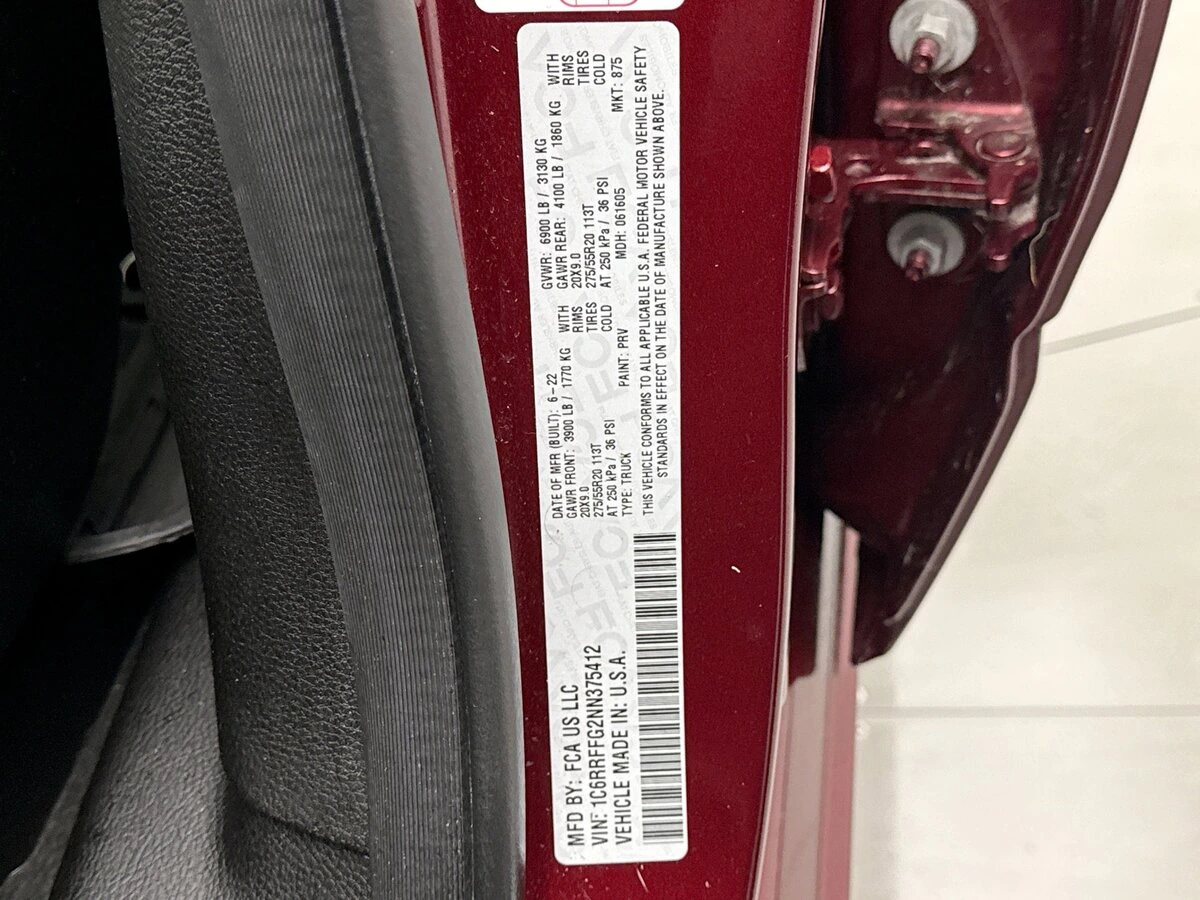 MFD BY: FCA US LLC
VIN: 1C6RRFFG2NN375412
VEHICLE MADE IN: U.S.A.
DATE OF MFR (BUILT): 6-22 GVWR: 6900 LB / 3130 KG
GAWR FRONT: 3900 LB / 1770 KG WITH GAWR REAR: 4100 LB / 1860 KG WITH
20X9.0 RIMS 20X9.0 RIMS
275/55R20 113T TIRES 275/55R20 113T TIRES
AT 250 kPa / 36 PSI COLD AT 250 kPa / 36 PSI COLD
TYPE: TRUCK PAINT: PRV MDH: 061605 MKT: 875
THIS VEHICLE CONFORMS TO ALL APPLICABLE U.S.A. FEDERAL MOTOR VEHICLE SAFETY
STANDARDS IN EFFECT ON THE DATE OF MANUFACTURE SHOWN ABOVE.